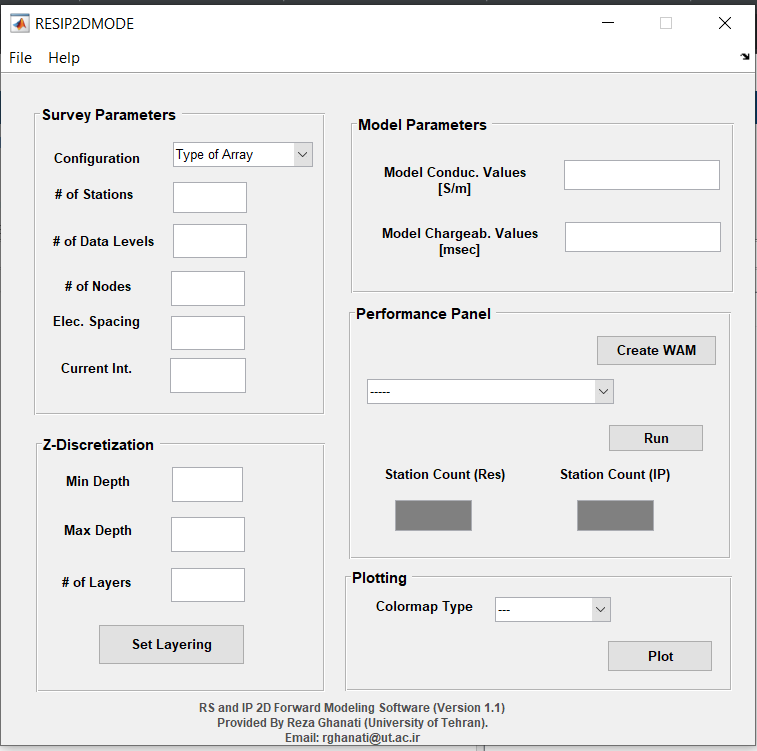 RESIP2DMODE
File Help
Survey Parameters
Configuration
Type of Array
# of Stations
# of Data Levels
# of Nodes
Elec. Spacing
Current Int.
Z-Discretization
Min Depth
Max Depth
# of Layers
Set Layering
Model Parameters
Model Conduc. Values
[S/m]
Model Chargeab. Values
[msec]
Performance Panel
Create WAM
-----
Run
Station Count (Res)
Station Count (IP)
Plotting
Colormap Type
---
Plot
RS and IP 2D Forward Modeling Software (Version 1.1)
Provided By Reza Ghanati (University of Tehran).
Email: rghanati@ut.ac.ir